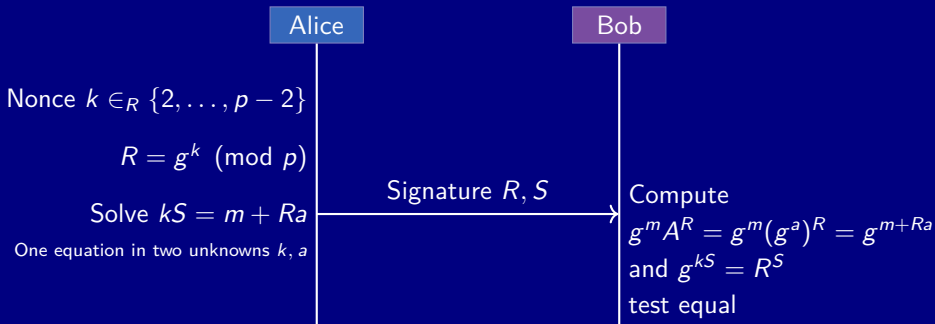 Alice
Bob
Nonce k ∈_R {2, …, p − 2}
R = g^k (mod p)
Solve kS = m + Ra
One equation in two unknowns k, a
Signature R, S
Compute
g^m A^R = g^m (g^a)^R = g^{m+Ra}
and g^{kS} = R^S
test equal